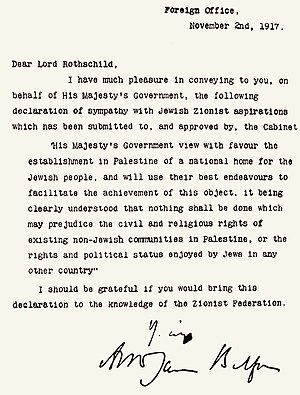 Foreign Office,
November 2nd, 1917.
Dear Lord Rothschild,
I have much pleasure in conveying to you, on
behalf of His Majesty's Government, the following
declaration of sympathy with Jewish Zionist aspirations
which has been submitted to, and approved by, the Cabinet
"His Majesty's Government view with favour the
establishment in Palestine of a national home for the
Jewish people, and will use their best endeavours to
facilitate the achievement of this object, it being
clearly understood that nothing shall be done which
may prejudice the civil and religious rights of
existing non-Jewish communities in Palestine, or the
rights and political status enjoyed by Jews in any
other country"
I should be grateful if you would bring this
declaration to the knowledge of the Zionist Federation.